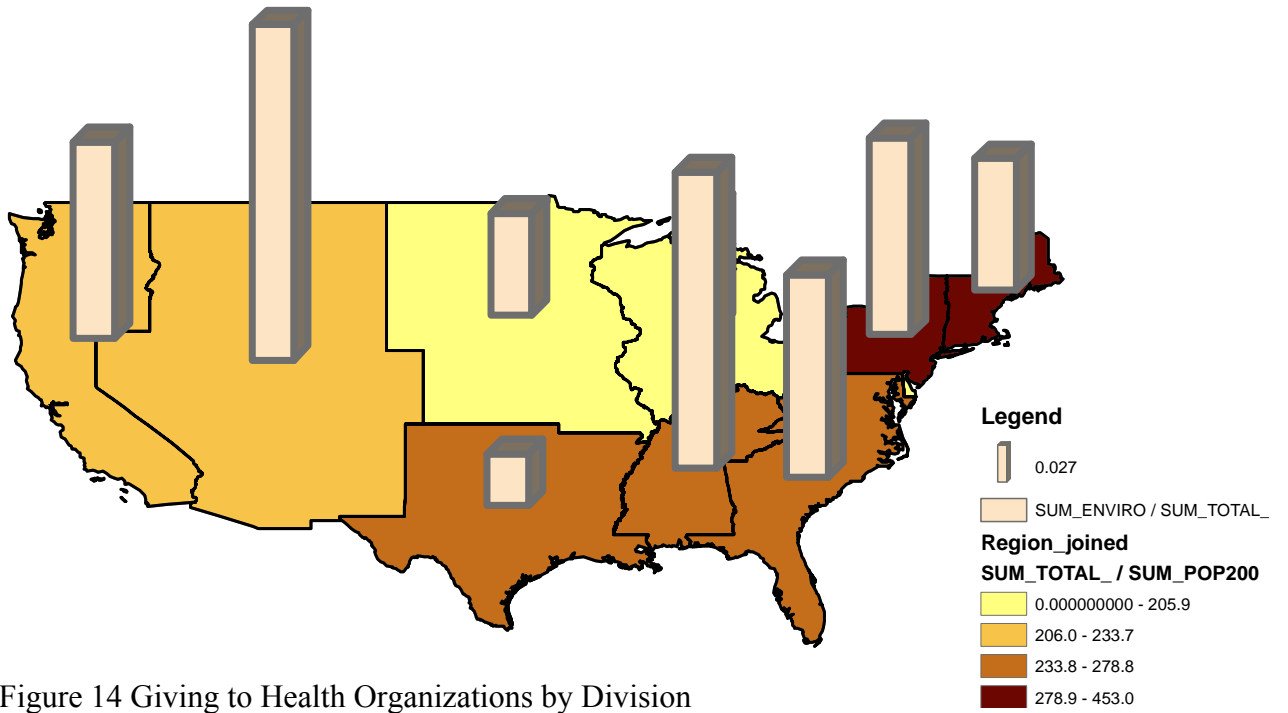 Legend
0.027
SUM_ENVIRO / SUM_TOTAL_
Region_joined
SUM_TOTAL_ / SUM_POP200
0.000000000 - 205.9
206.0 - 233.7
233.8 - 278.8
278.9 - 453.0
Figure 14 Giving to Health Organizations by Division